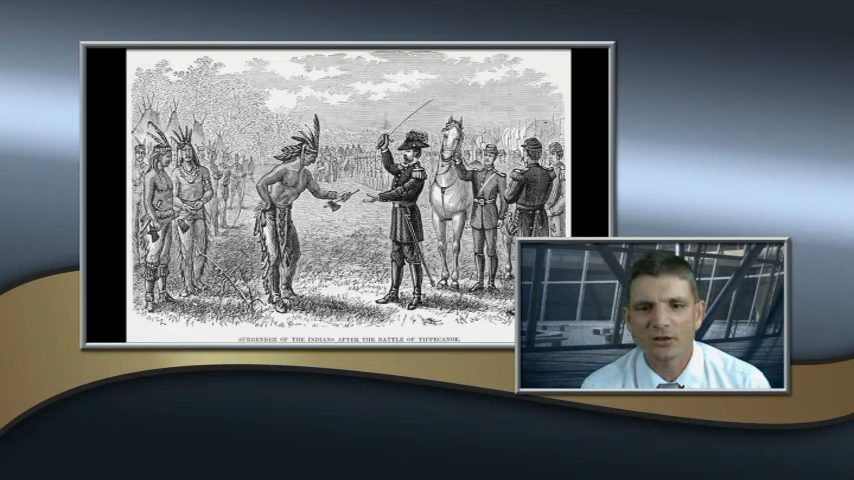 SURRENDER OF THE INDIANS AFTER THE BATTLE OF TIPPECANOE.